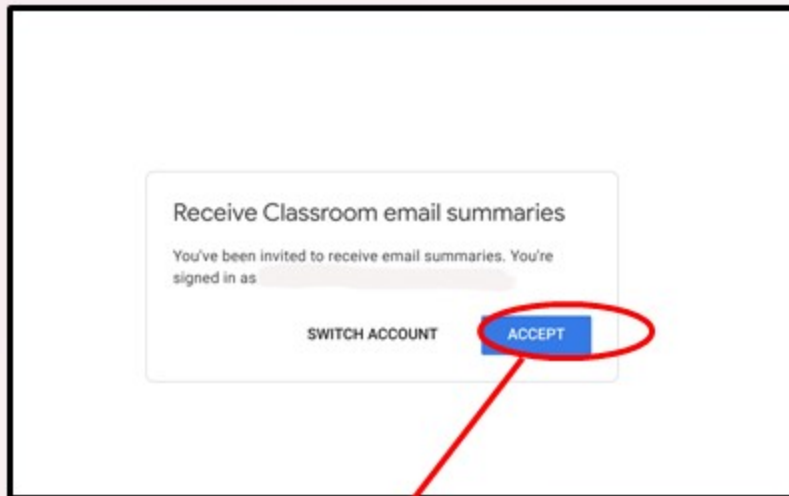 Receive Classroom email summaries
You've been invited to receive email summaries. You're
signed in as
SWITCH ACCOUNT ACCEPT